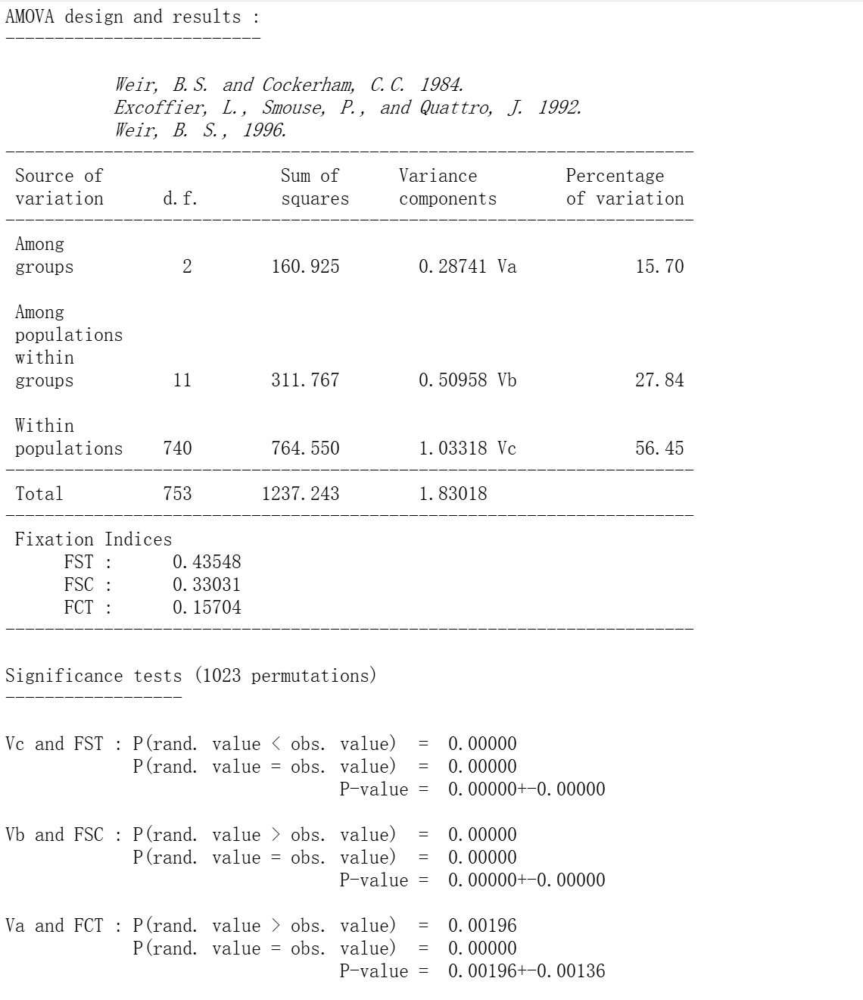 AMOVA design and results :
--------------------------
Weir, B.S. and Cockerham, C.C. 1984.
Excoffier, L., Smouse, P., and Quattro, J. 1992.
Weir, B. S., 1996.
----------------------------------------------------------------------
Source of                  Sum of      Variance         Percentage
variation      d.f.        squares     components       of variation
----------------------------------------------------------------------
Among
groups           2        160.925        0.28741 Va            15.70
Among
populations
within
groups          11        311.767        0.50958 Vb            27.84
Within
populations    740        764.550        1.03318 Vc            56.45
----------------------------------------------------------------------
Total          753       1237.243        1.83018
----------------------------------------------------------------------
Fixation Indices
FST :      0.43548
FSC :      0.33031
FCT :      0.15704
----------------------------------------------------------------------
Significance tests (1023 permutations)
------------------
Vc and FST : P(rand. value < obs. value)  =  0.00000
P(rand. value = obs. value)  =  0.00000
P-value =  0.00000+-0.00000
Vb and FSC : P(rand. value > obs. value)  =  0.00000
P(rand. value = obs. value)  =  0.00000
P-value =  0.00000+-0.00000
Va and FCT : P(rand. value > obs. value)  =  0.00196
P(rand. value = obs. value)  =  0.00000
P-value =  0.00196+-0.00136